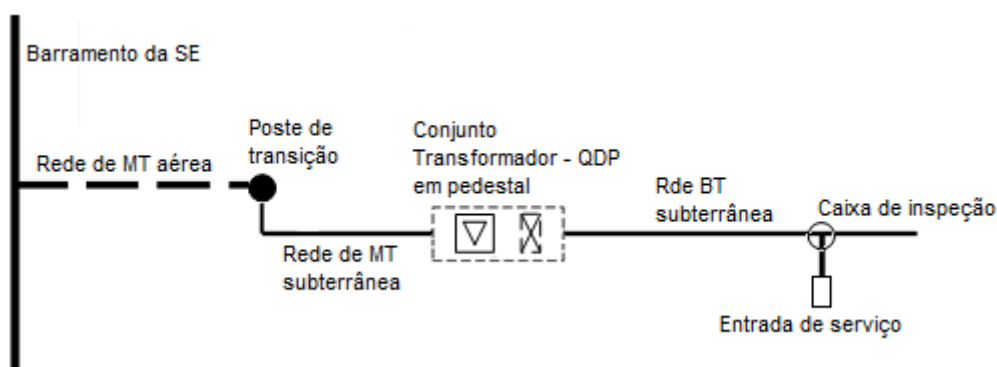 Barramento da SE
Rede de MT aérea
Poste de
transição
Rede de MT
subterrânea
Conjunto
Transformador - QDP
em pedestal
Rde BT
subterrânea
Caixa de inspeção
Entrada de serviço